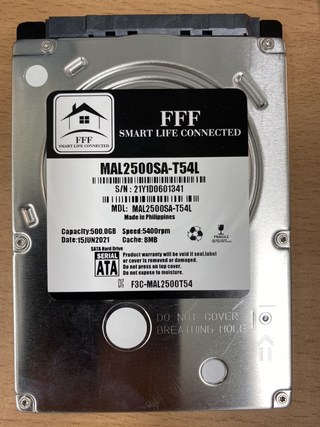 FFF
SMART LIFE CONNECTED
FFF
SMART LIFE CONNECTED
MAL2500SA-T54L
S/N: 21Y1D0601341
MDL: MAL2500SA-T54L
Made in Philippines
Capacity:500.0GB Speed:5400rpm
Date:15JUN2021 Cache:8MB
SATA Hard Drive
SERIAL
ATA
Product warranty will be void if seal,label
or cover is removed or damaged.
Do not press on top cover.
Do not expose to moisture.
F3C-MAL2500T54
FRAGILE
DO NOT COVER
BREATHING HOLE